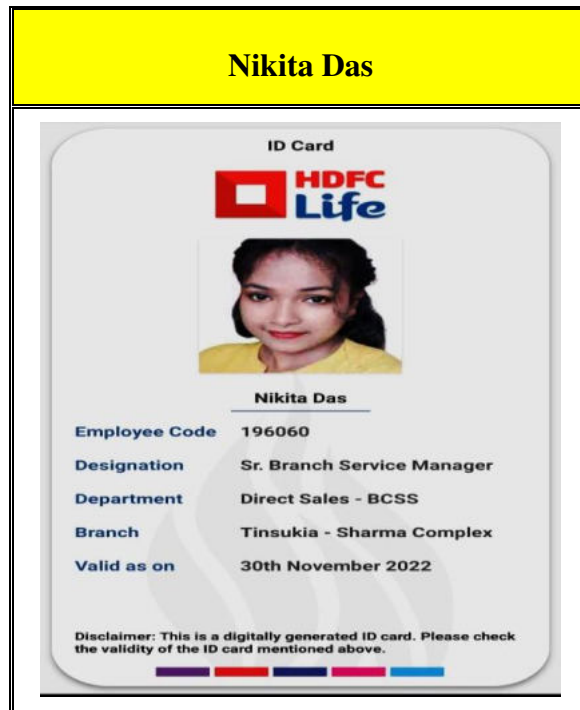 Nikita Das
ID Card
HDFC
Life
Nikita Das
Employee Code 196060
Designation Sr. Branch Service Manager
Department Direct Sales - BCSS
Branch Tinsukia - Sharma Complex
Valid as on 30th November 2022
Disclaimer: This is a digitally generated ID card. Please check
the validity of the ID card mentioned above.